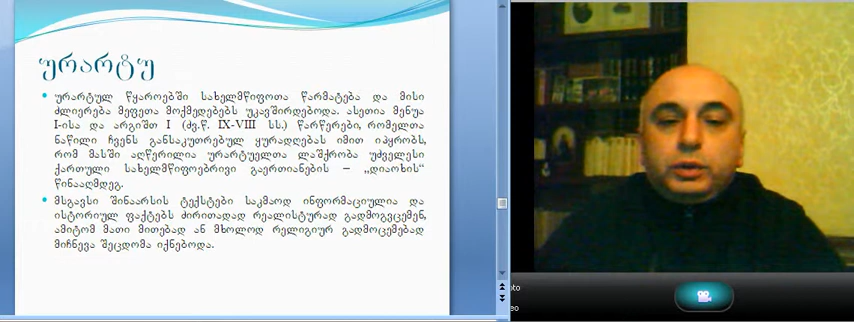 ურარტუ
ურარტულ წყაროებში სახელმწიფოთა წარმატება და მისი
ძლიერება მეფეთა მოქმედებებს უკავშირდებოდა. ასეთია მენუა
I-ისა და არგიშთ I (ძვ.წ. IX-VIII სს.) წარწერები, რომელთა
ნაწილი ჩვენს განსაკუთრებულ ყურადღებას იმით იპყრობს,
რომ მასში აღწერილია ურარტუელთა ლაშქრობა უძველესი
ქართული სახელმწიფოებრივი გაერთიანების – „დიაოხის“
წინააღმდეგ.
მსგავსი შინაარსის ტექსტები საკმაოდ ინფორმაციულია და
ისტორიულ ფაქტებს ძირითადად რეალისტურად გადმოგვცემენ,
ამიტომ მათი მითებად ან მხოლოდ რელიგიურ გადმოცემებად
მიჩნევა შეცდომა იქნებოდა.
oto
eo